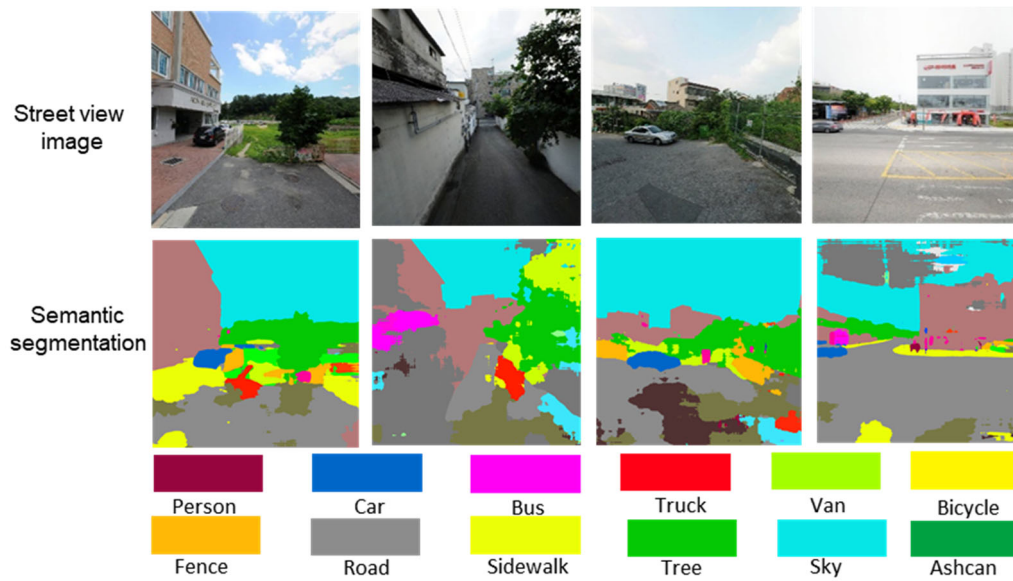 Street view
image
Semantic
segmentation
Person
Car
Bus
Truck
Van
Bicycle
Fence
Road
Sidewalk
Tree
Sky
Ashcan